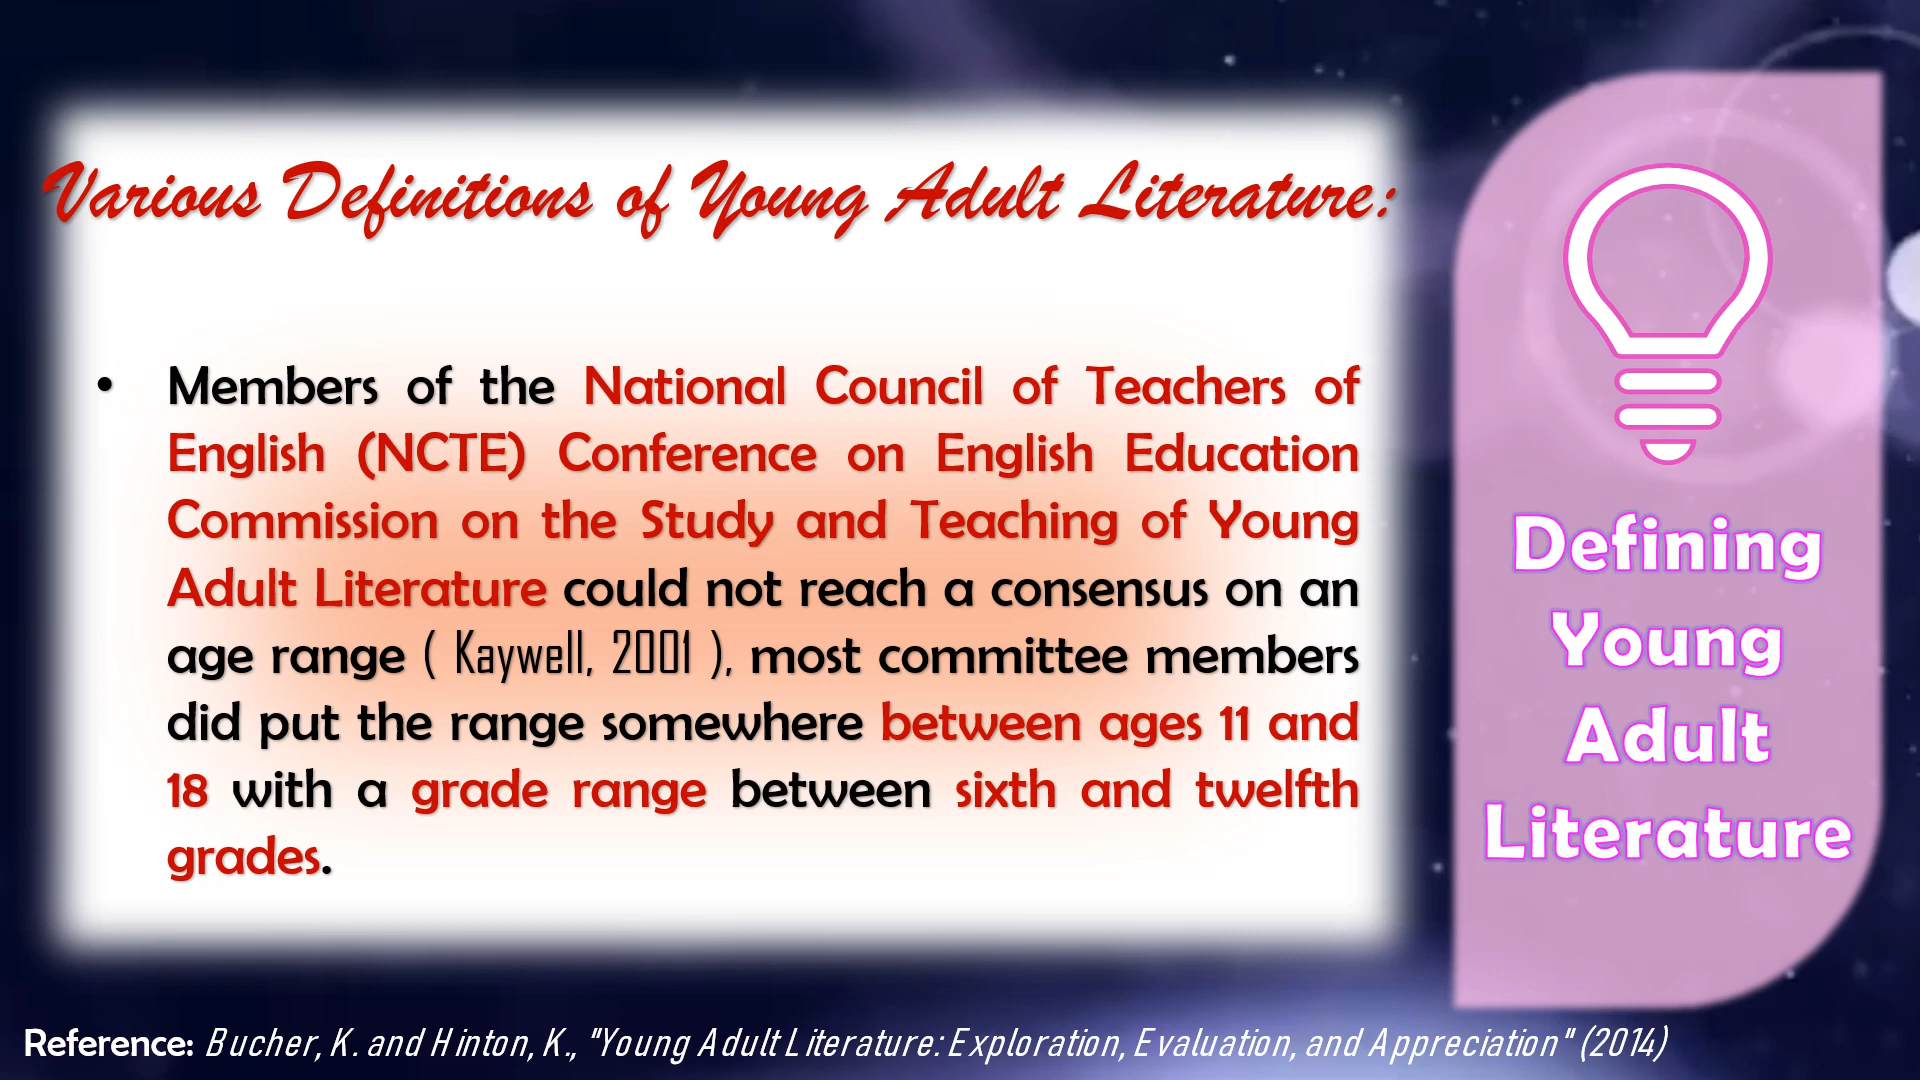 Various Definitions of Young Adult Literature:
• Members of the National Council of Teachers of
English (NCTE) Conference on English Education
Commission on the Study and Teaching of Young
Adult Literature could not reach a consensus on an
age range ( Kaywell, 2001 ), most committee members
did put the range somewhere between ages 11 and
18 with a grade range between sixth and twelfth
grades.
Defining
Young
Adult
Literature
Reference: Bucher, K. and Hinton, K., "Young Adult Literature: Exploration, Evaluation, and Appreciation" (2014)